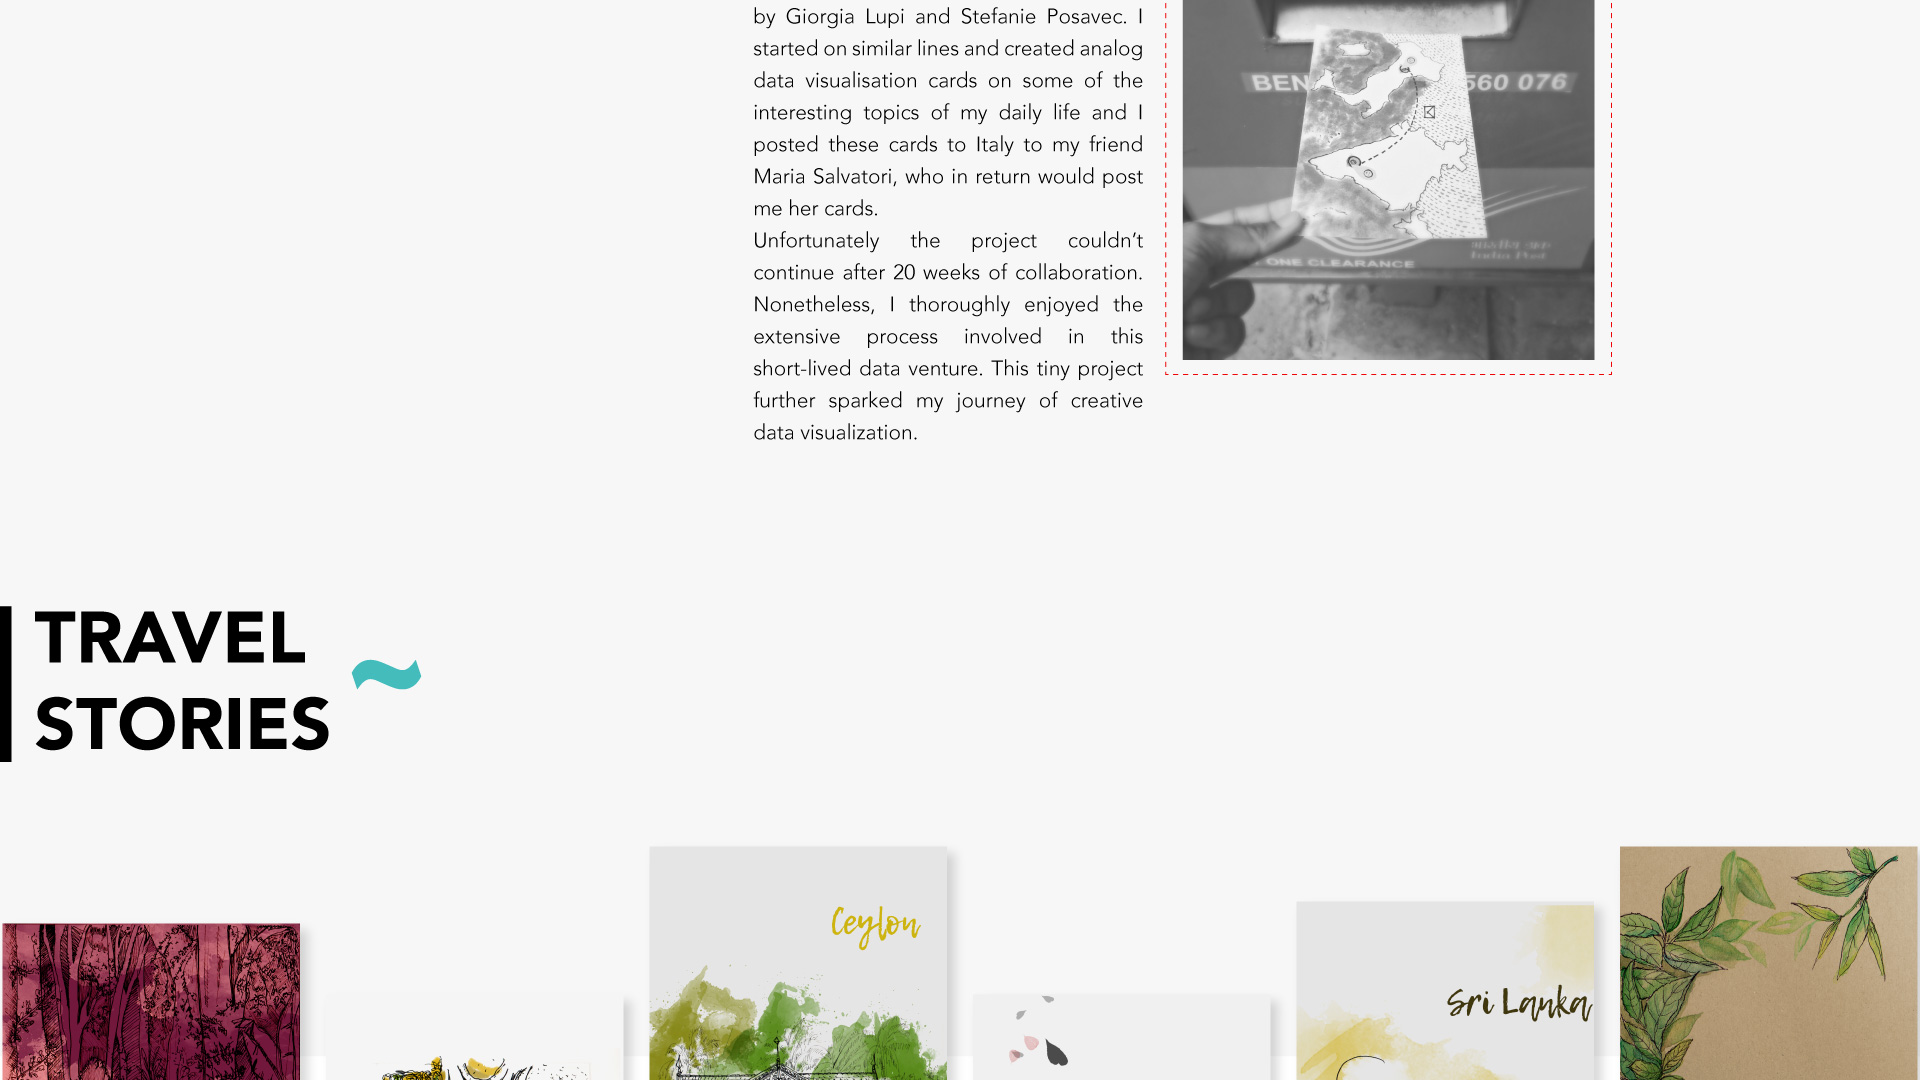 by Giorgia Lupi and Stefanie Posavec. I
started on similar lines and created analog
data visualisation cards on some of the
interesting topics of my daily life and I
posted these cards to Italy to my friend
Maria Salvatori, who in return would post
me her cards.
Unfortunately the project couldn’t
continue after 20 weeks of collaboration.
Nonetheless, I thoroughly enjoyed the
extensive process involved in this
short-lived data venture. This tiny project
further sparked my journey of creative
data visualization.
BEN 560 076
ONE CLEARANCE
India Post
TRAVEL
STORIES
~
Ceylon
Sri Lanka